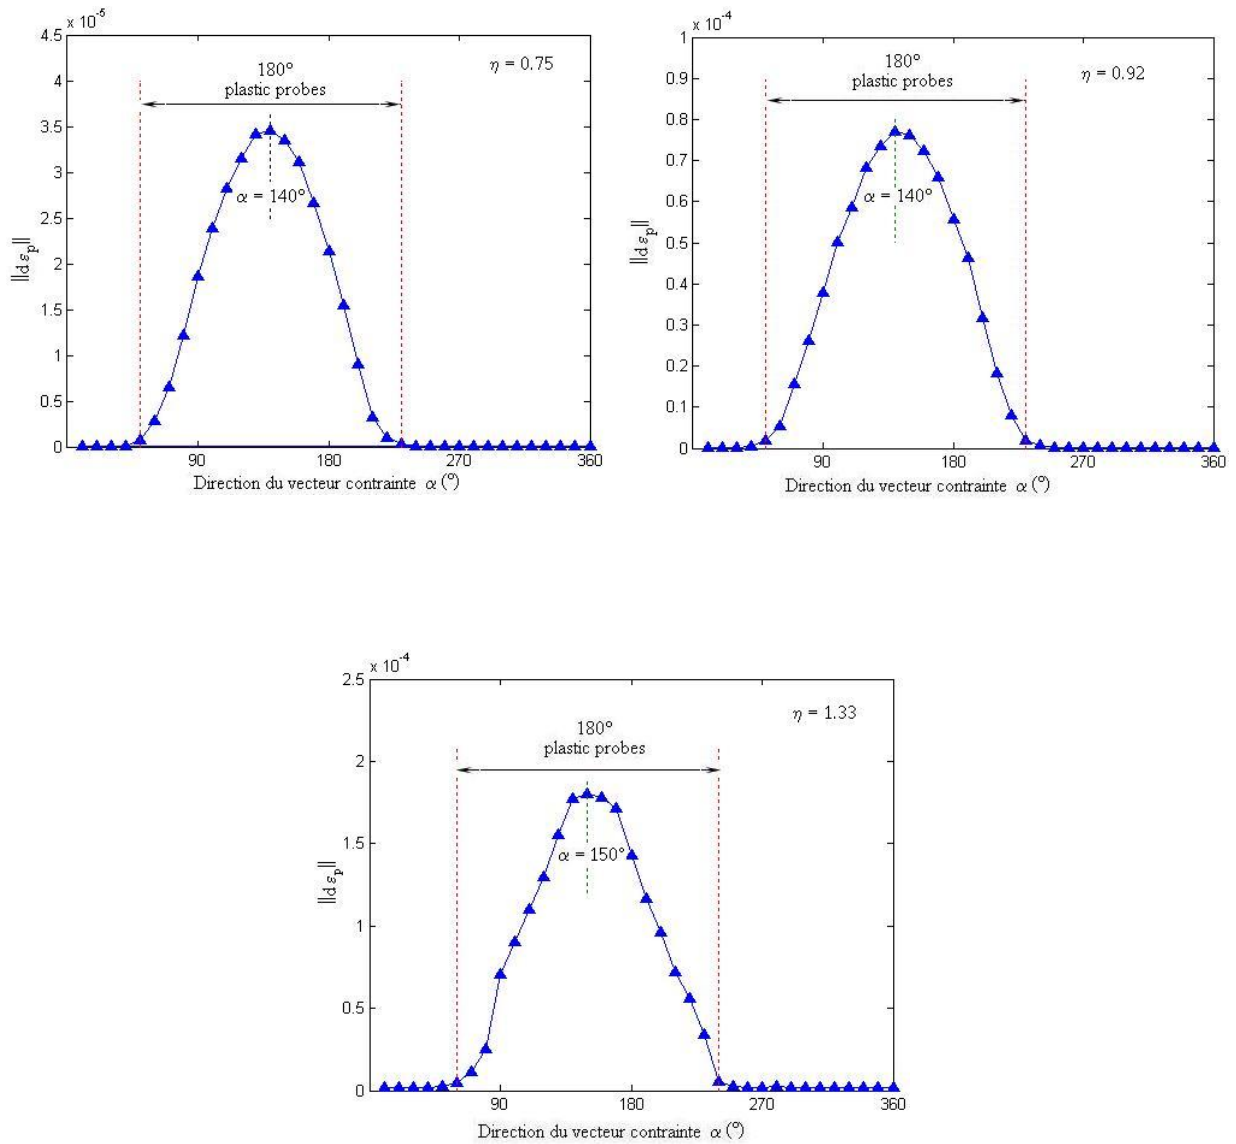 x 10-5
4.5
4
3.5
3
2.5
2
1.5
1
0.5
0
η = 0.75
180°
plastic probes
α = 140°
||dεp||
90 180 270 360
Direction du vecteur contrainte α (°)
x 10-4
1
0.9
0.8
0.7
0.6
0.5
0.4
0.3
0.2
0.1
0
η = 0.92
180°
plastic probes
α = 140°
||dεp||
90 180 270 360
Direction du vecteur contrainte α (°)
x 10-4
2.5
2
1.5
1
0.5
0
η = 1.33
180°
plastic probes
α = 150°
||dεp||
90 180 270 360
Direction du vecteur contrainte α (°)